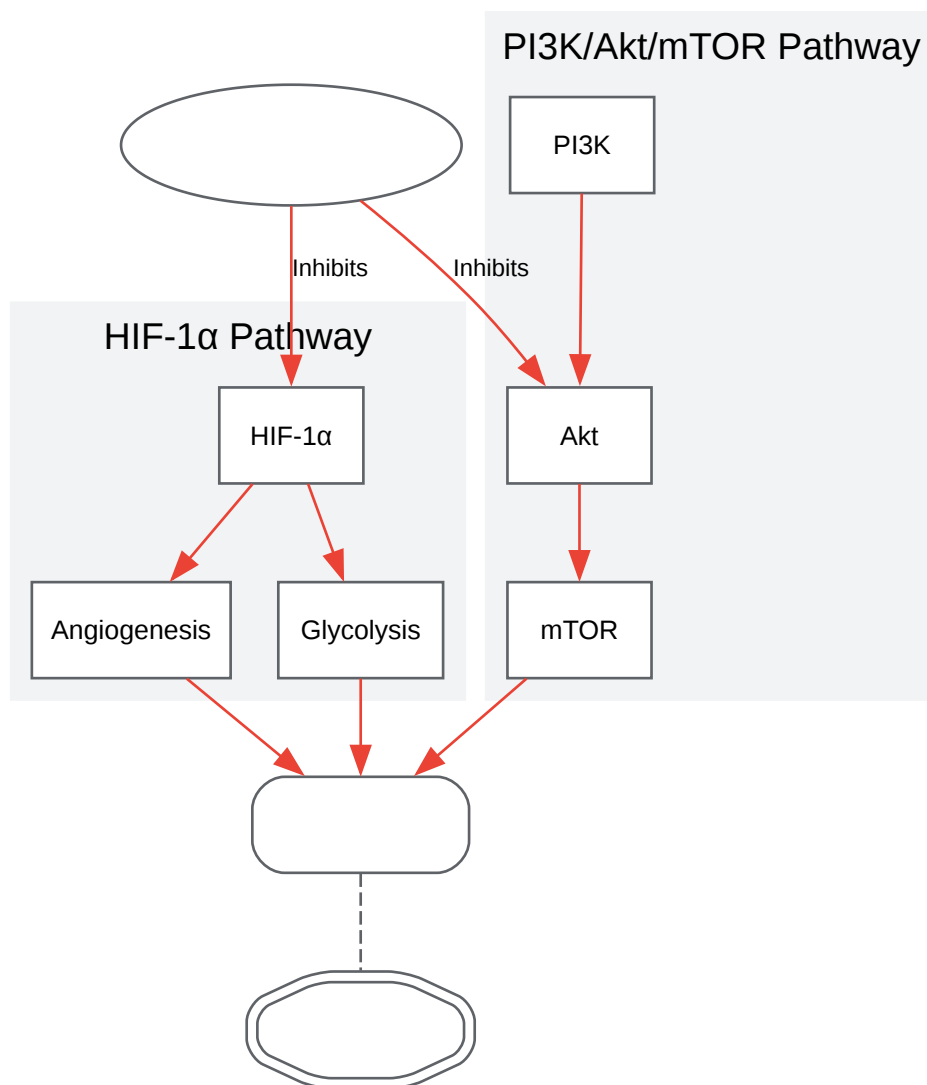 PI3K/Akt/mTOR Pathway
PI3K
Inhibits
Inhibits
HIF-1α Pathway
HIF-1α
Akt
Angiogenesis
Glycolysis
mTOR